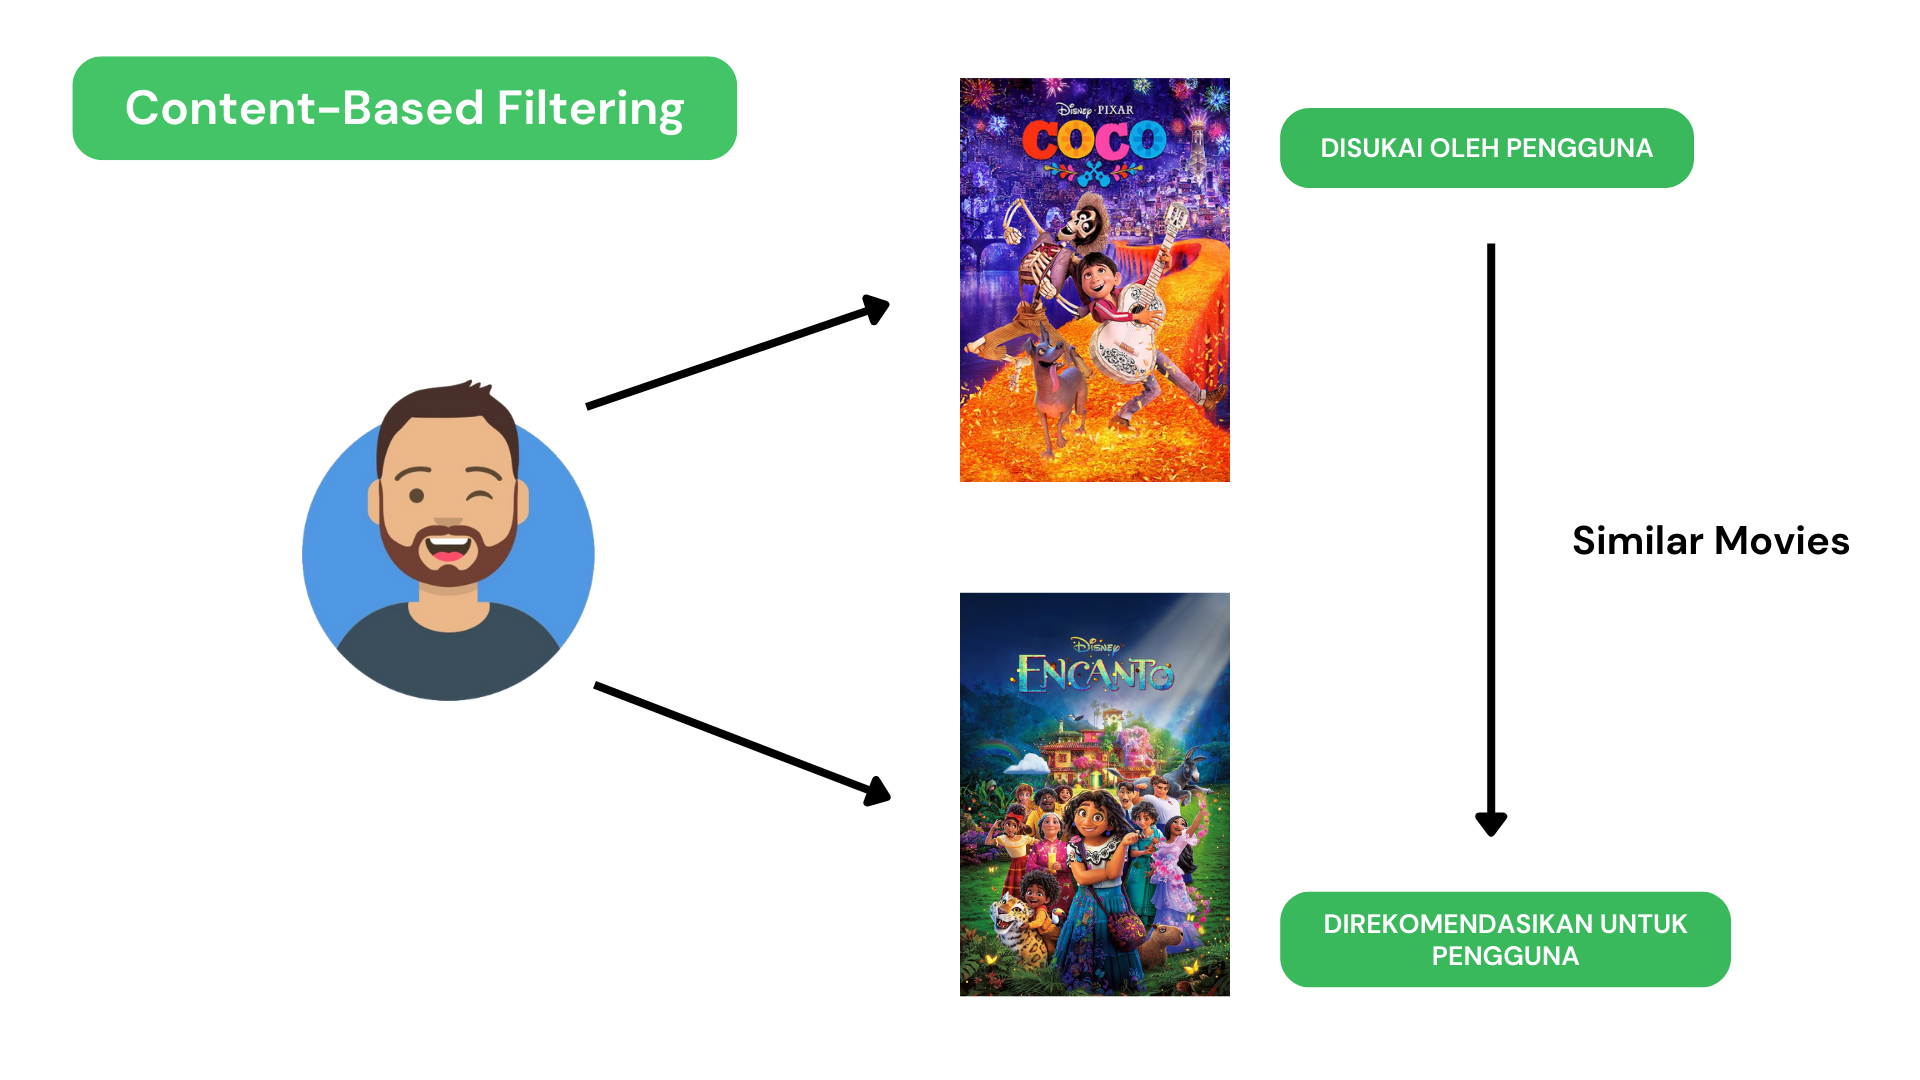 Content-Based Filtering
Disney · PIXAR
COCO
DISUKAI OLEH PENGGUNA
Similar Movies
Disney
ENCANTO
DIREKOMENDASIKAN UNTUK
PENGGUNA